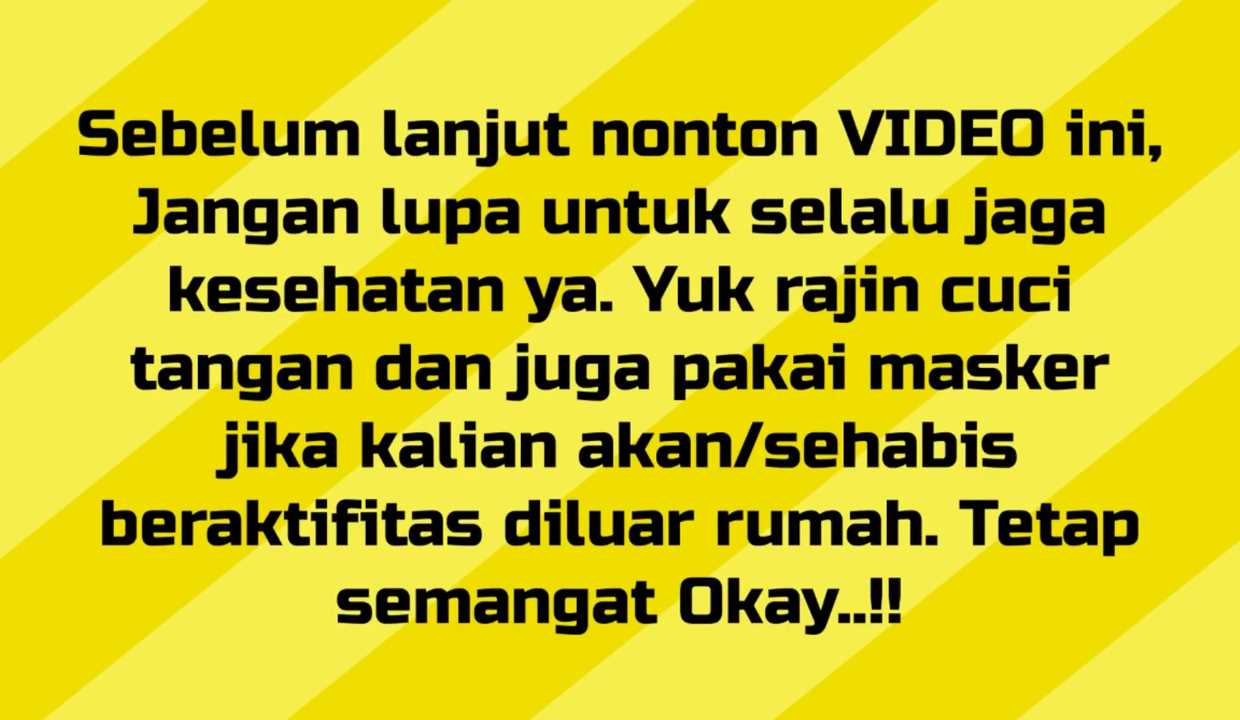 Sebelum lanjut nonton VIDEO ini,
Jangan lupa untuk selalu jaga
kesehatan ya. Yuk rajin cuci
tangan dan juga pakai masker
jika kalian akan/sehabis
beraktifitas diluar rumah. Tetap
semangat Okay..!!